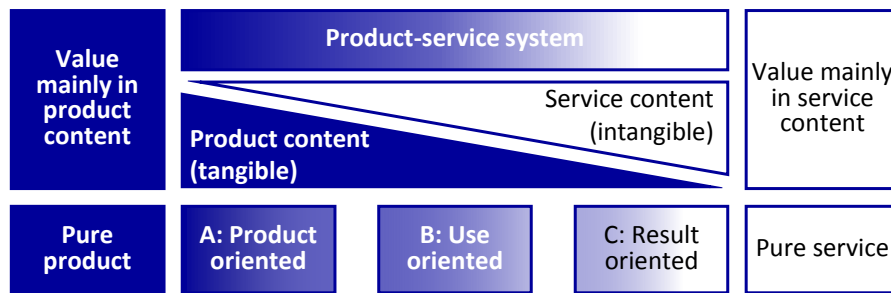 Value
mainly in
product
content
Product-service system
Service content
(intangible)
Product content
(tangible)
Value mainly
in service
content
Pure
product
A: Product
oriented
B: Use
oriented
C: Result
oriented
Pure service